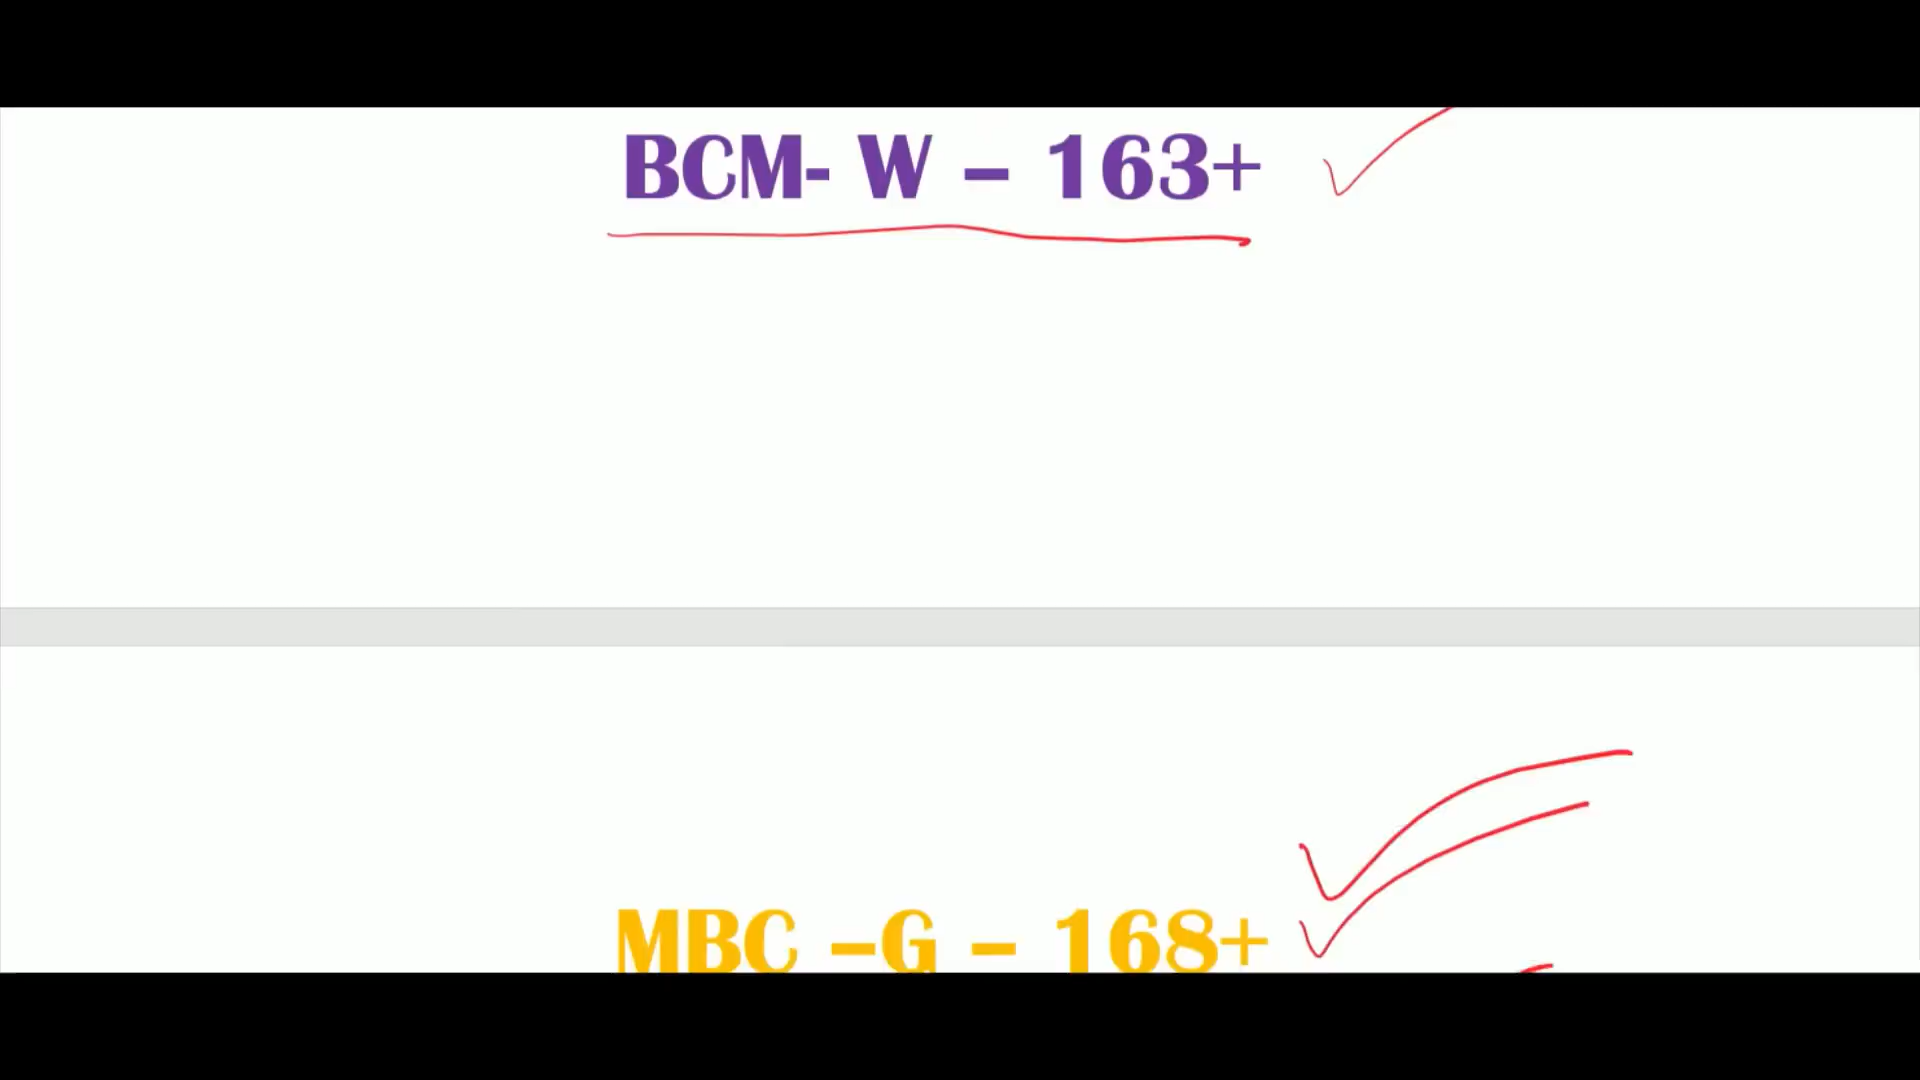 BCM- W – 163+
MBC –G – 168+